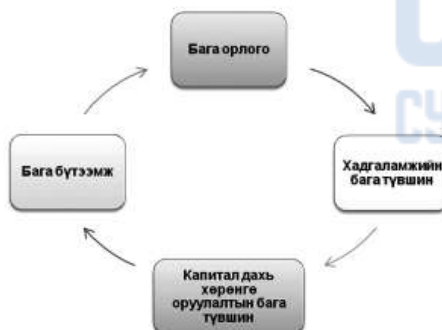 Бага орлого
Хадгаламжийн
бага түвшин
Капитал дахь
хөрөнгө
оруулалтын бага
түвшин
Бага бүтээмж